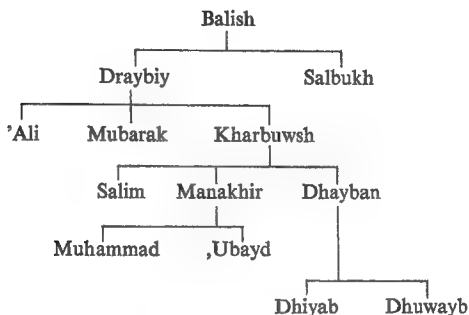 Balish
Draybiy Salbukh
'Ali Mubarak Kharbuwsh
Salim Manakhir Dhayban
Muhammad ,Ubayd
Dhiyab Dhuwayb